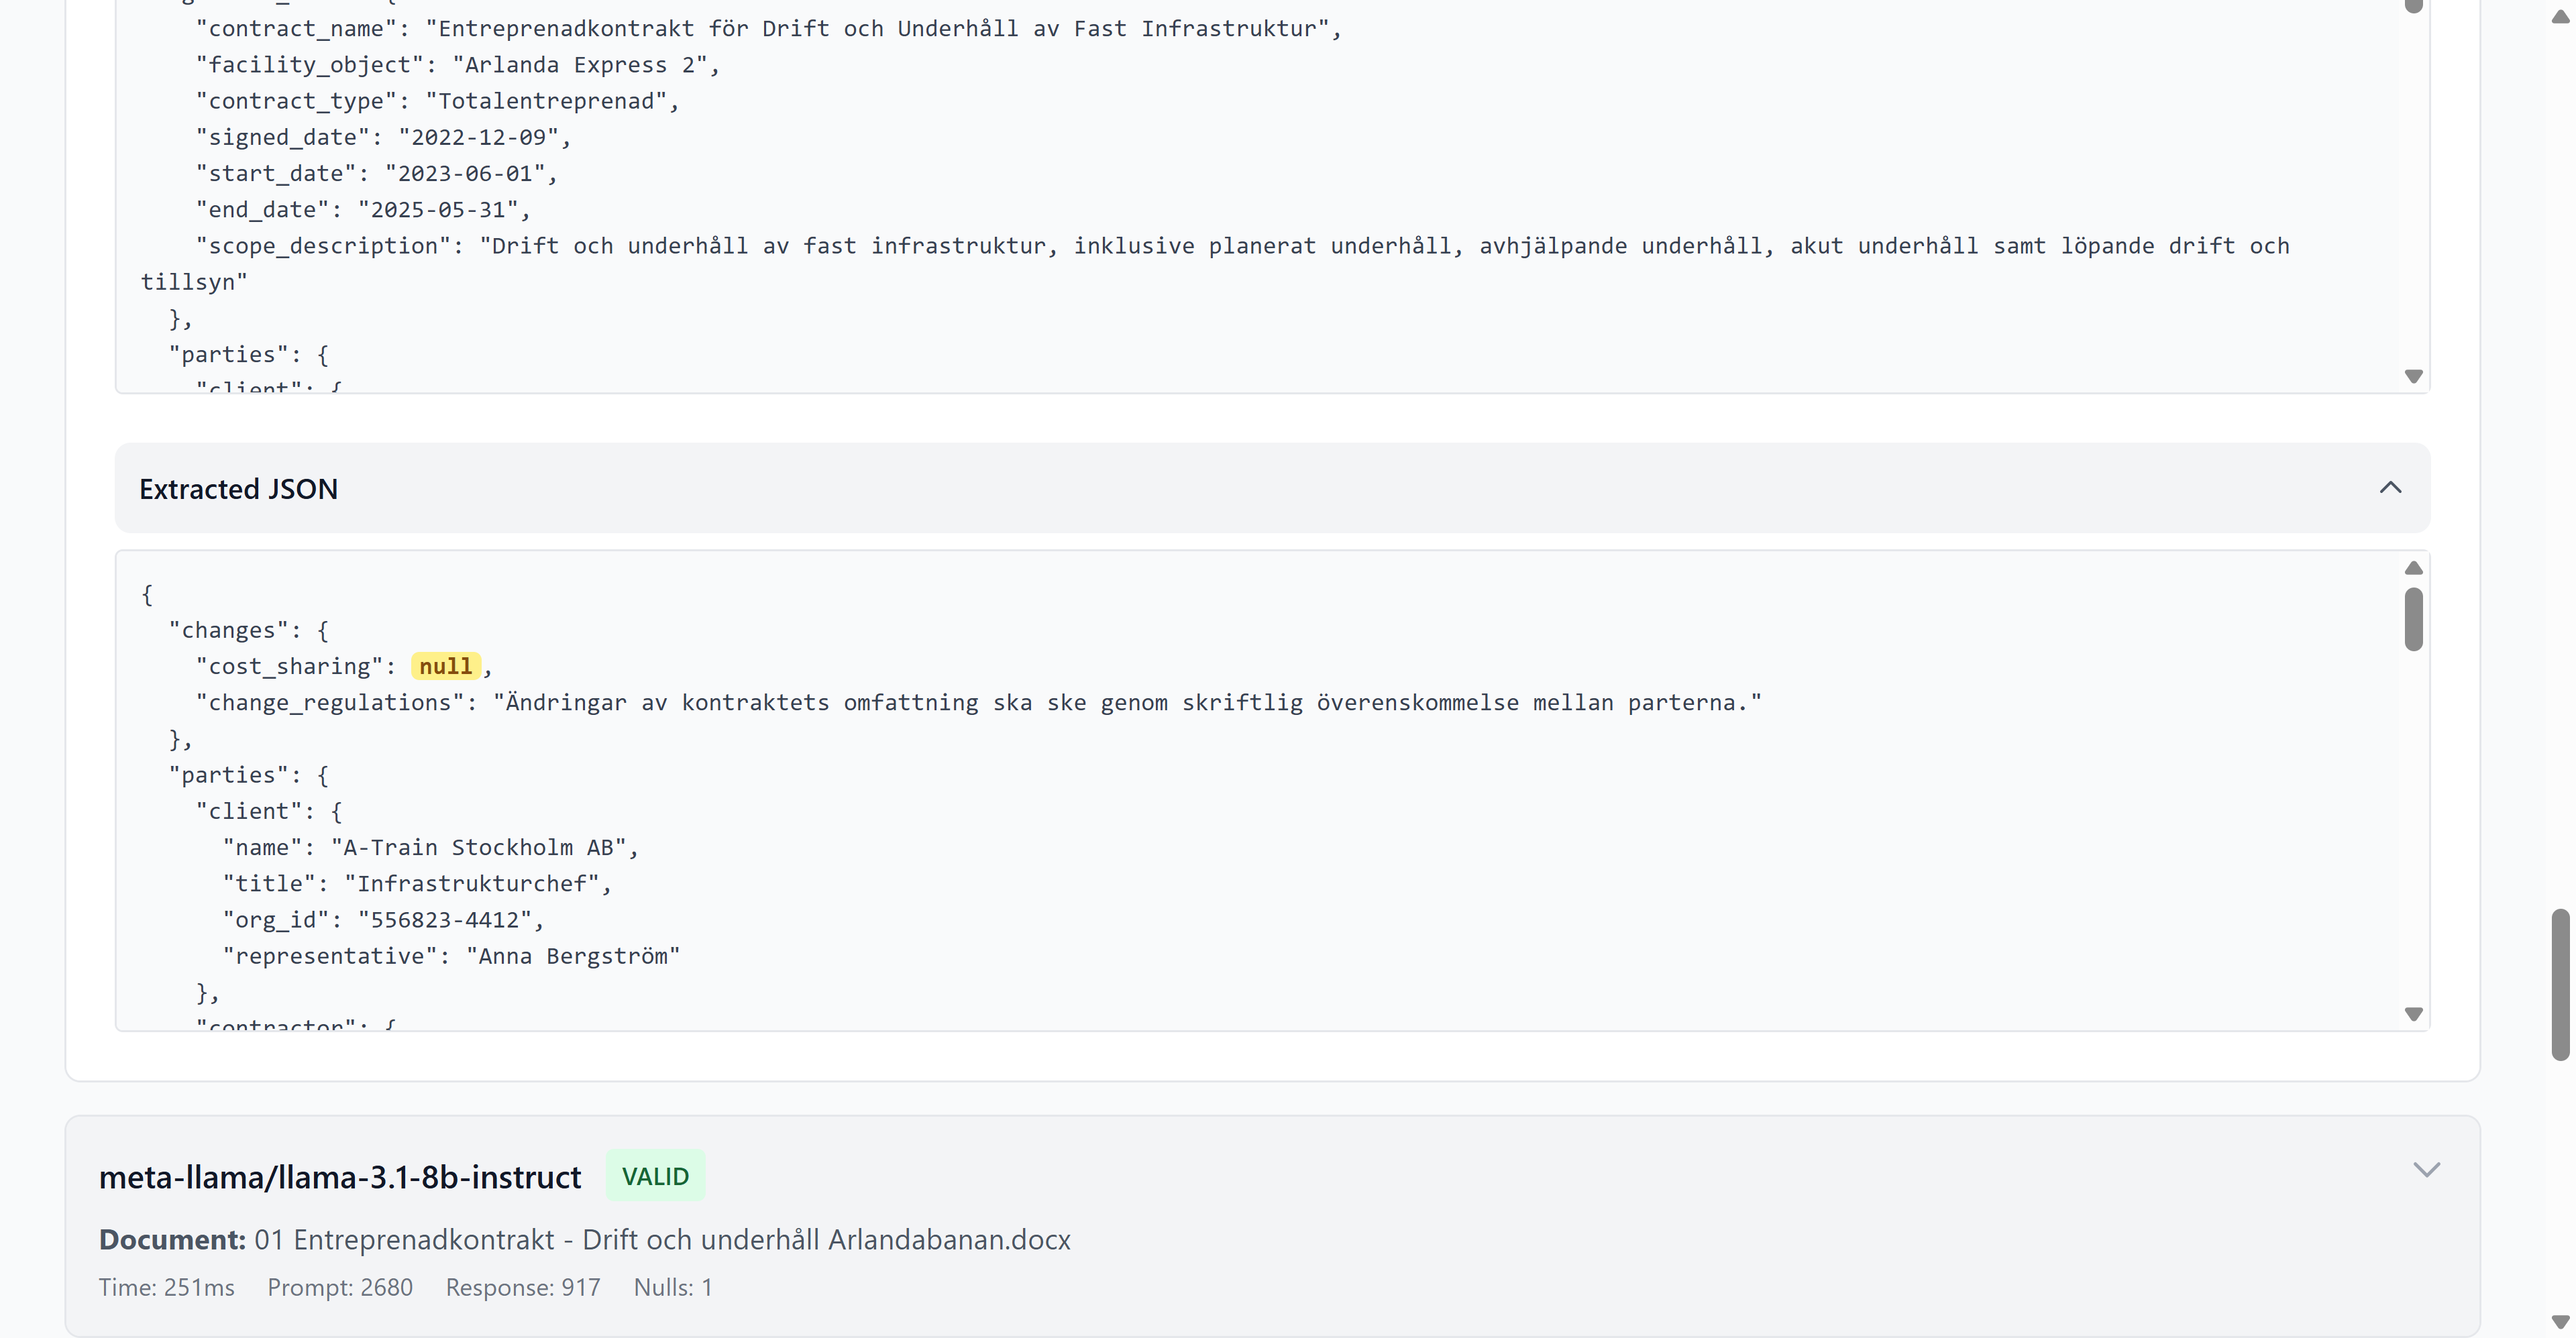 "contract_name": "Entreprenadkontrakt för Drift och Underhåll av Fast Infrastruktur",
"facility_object": "Arlanda Express 2",
"contract_type": "Totalentreprenad",
"signed_date": "2022-12-09",
"start_date": "2023-06-01",
"end_date": "2025-05-31",
"scope_description": "Drift och underhåll av fast infrastruktur, inklusive planerat underhåll, avhjälpande underhåll, akut underhåll samt löpande drift och
tillsyn"
},
"parties": {
"client": {
Extracted JSON
{
"changes": {
"cost_sharing": null,
"change_regulations": "Ändringar av kontraktets omfattning ska ske genom skriftlig överenskommelse mellan parterna."
},
"parties": {
"client": {
"name": "A-Train Stockholm AB",
"title": "Infrastrukturchef",
"org_id": "556823-4412",
"representative": "Anna Bergström"
},
"contractor": {
meta-llama/llama-3.1-8b-instruct VALID
Document: 01 Entreprenadkontrakt - Drift och underhåll Arlandabanan.docx
Time: 251ms Prompt: 2680 Response: 917 Nulls: 1